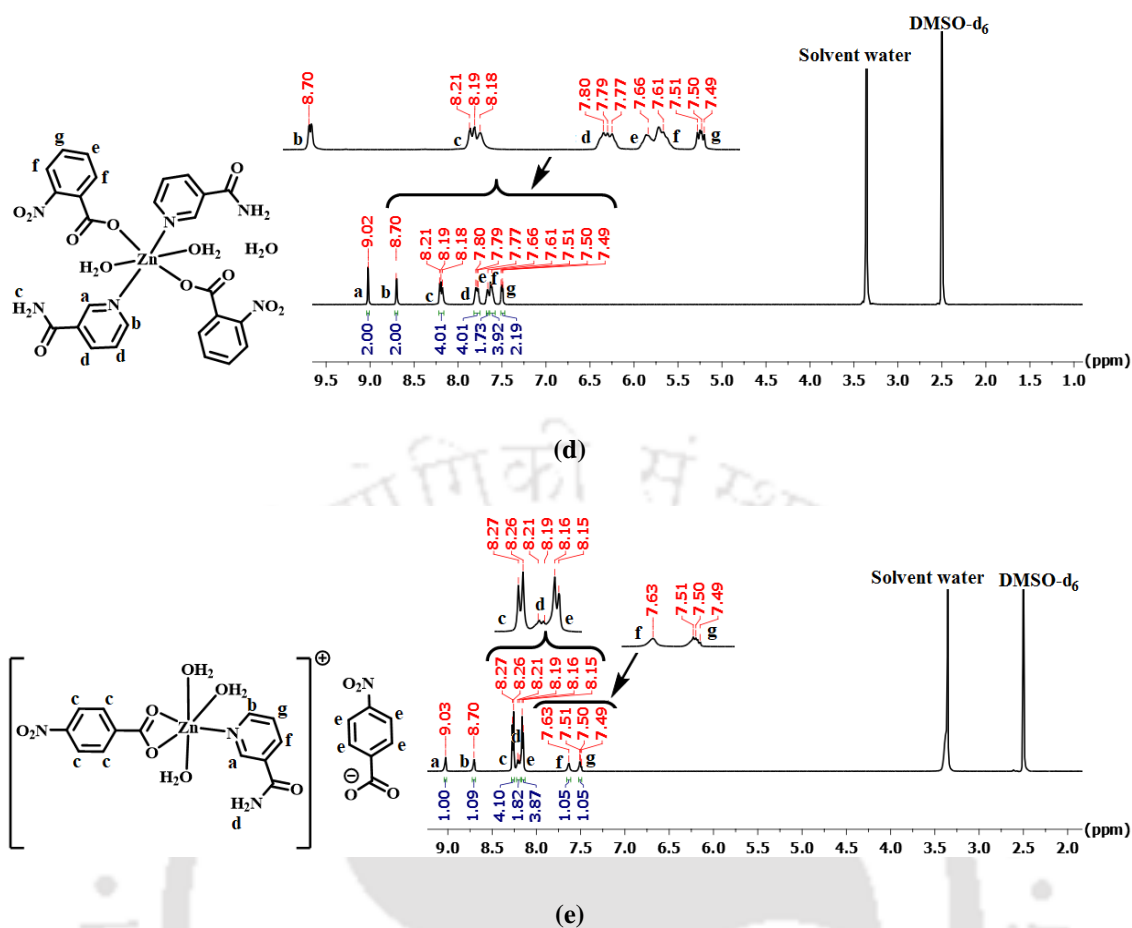 DMSO-d6
Solvent water
8.70
8.21
8.19
8.18
7.80
7.79
7.77
7.66
7.61
7.51
7.50
7.49
b
c
d
e
f
g
g
f
e
f
O2N
O
O
O
N
NH2
OH2
H2O
H2O
Zn
O
O
NO2
c
H2N
a
N
b
O
d
d
9.02
8.70
8.21
8.19
8.18
7.80
7.79
7.77
7.66
7.61
7.51
7.50
7.49
a
b
c
d
e
f
g
2.00
2.00
4.01
4.01
1.73
3.92
2.19
9.5 9.0 8.5 8.0 7.5 7.0 6.5 6.0 5.5 5.0 4.5 4.0 3.5 3.0 2.5 2.0 1.5 1.0
(ppm)
(d)
8.27
8.26
8.21
8.19
8.16
8.15
c
d
e
7.63
7.51
7.50
7.49
f
g
Solvent water
DMSO-d6
8.27
8.26
8.21
8.19
8.16
8.15
7.63
7.51
7.50
7.49
9.03
8.70
a
b
c
d
e
f
g
1.00
1.09
4.10
1.82
3.87
1.05
1.05
9.0 8.5 8.0 7.5 7.0 6.5 6.0 5.5 5.0 4.5 4.0 3.5 3.0 2.5 2.0
(ppm)
OH2
OH2
c
c
O
b
g
O2N
Zn
N
f
c
c
O
a
H2O
H2N
O
d
O2N
e
e
e
e
O
O
(e)